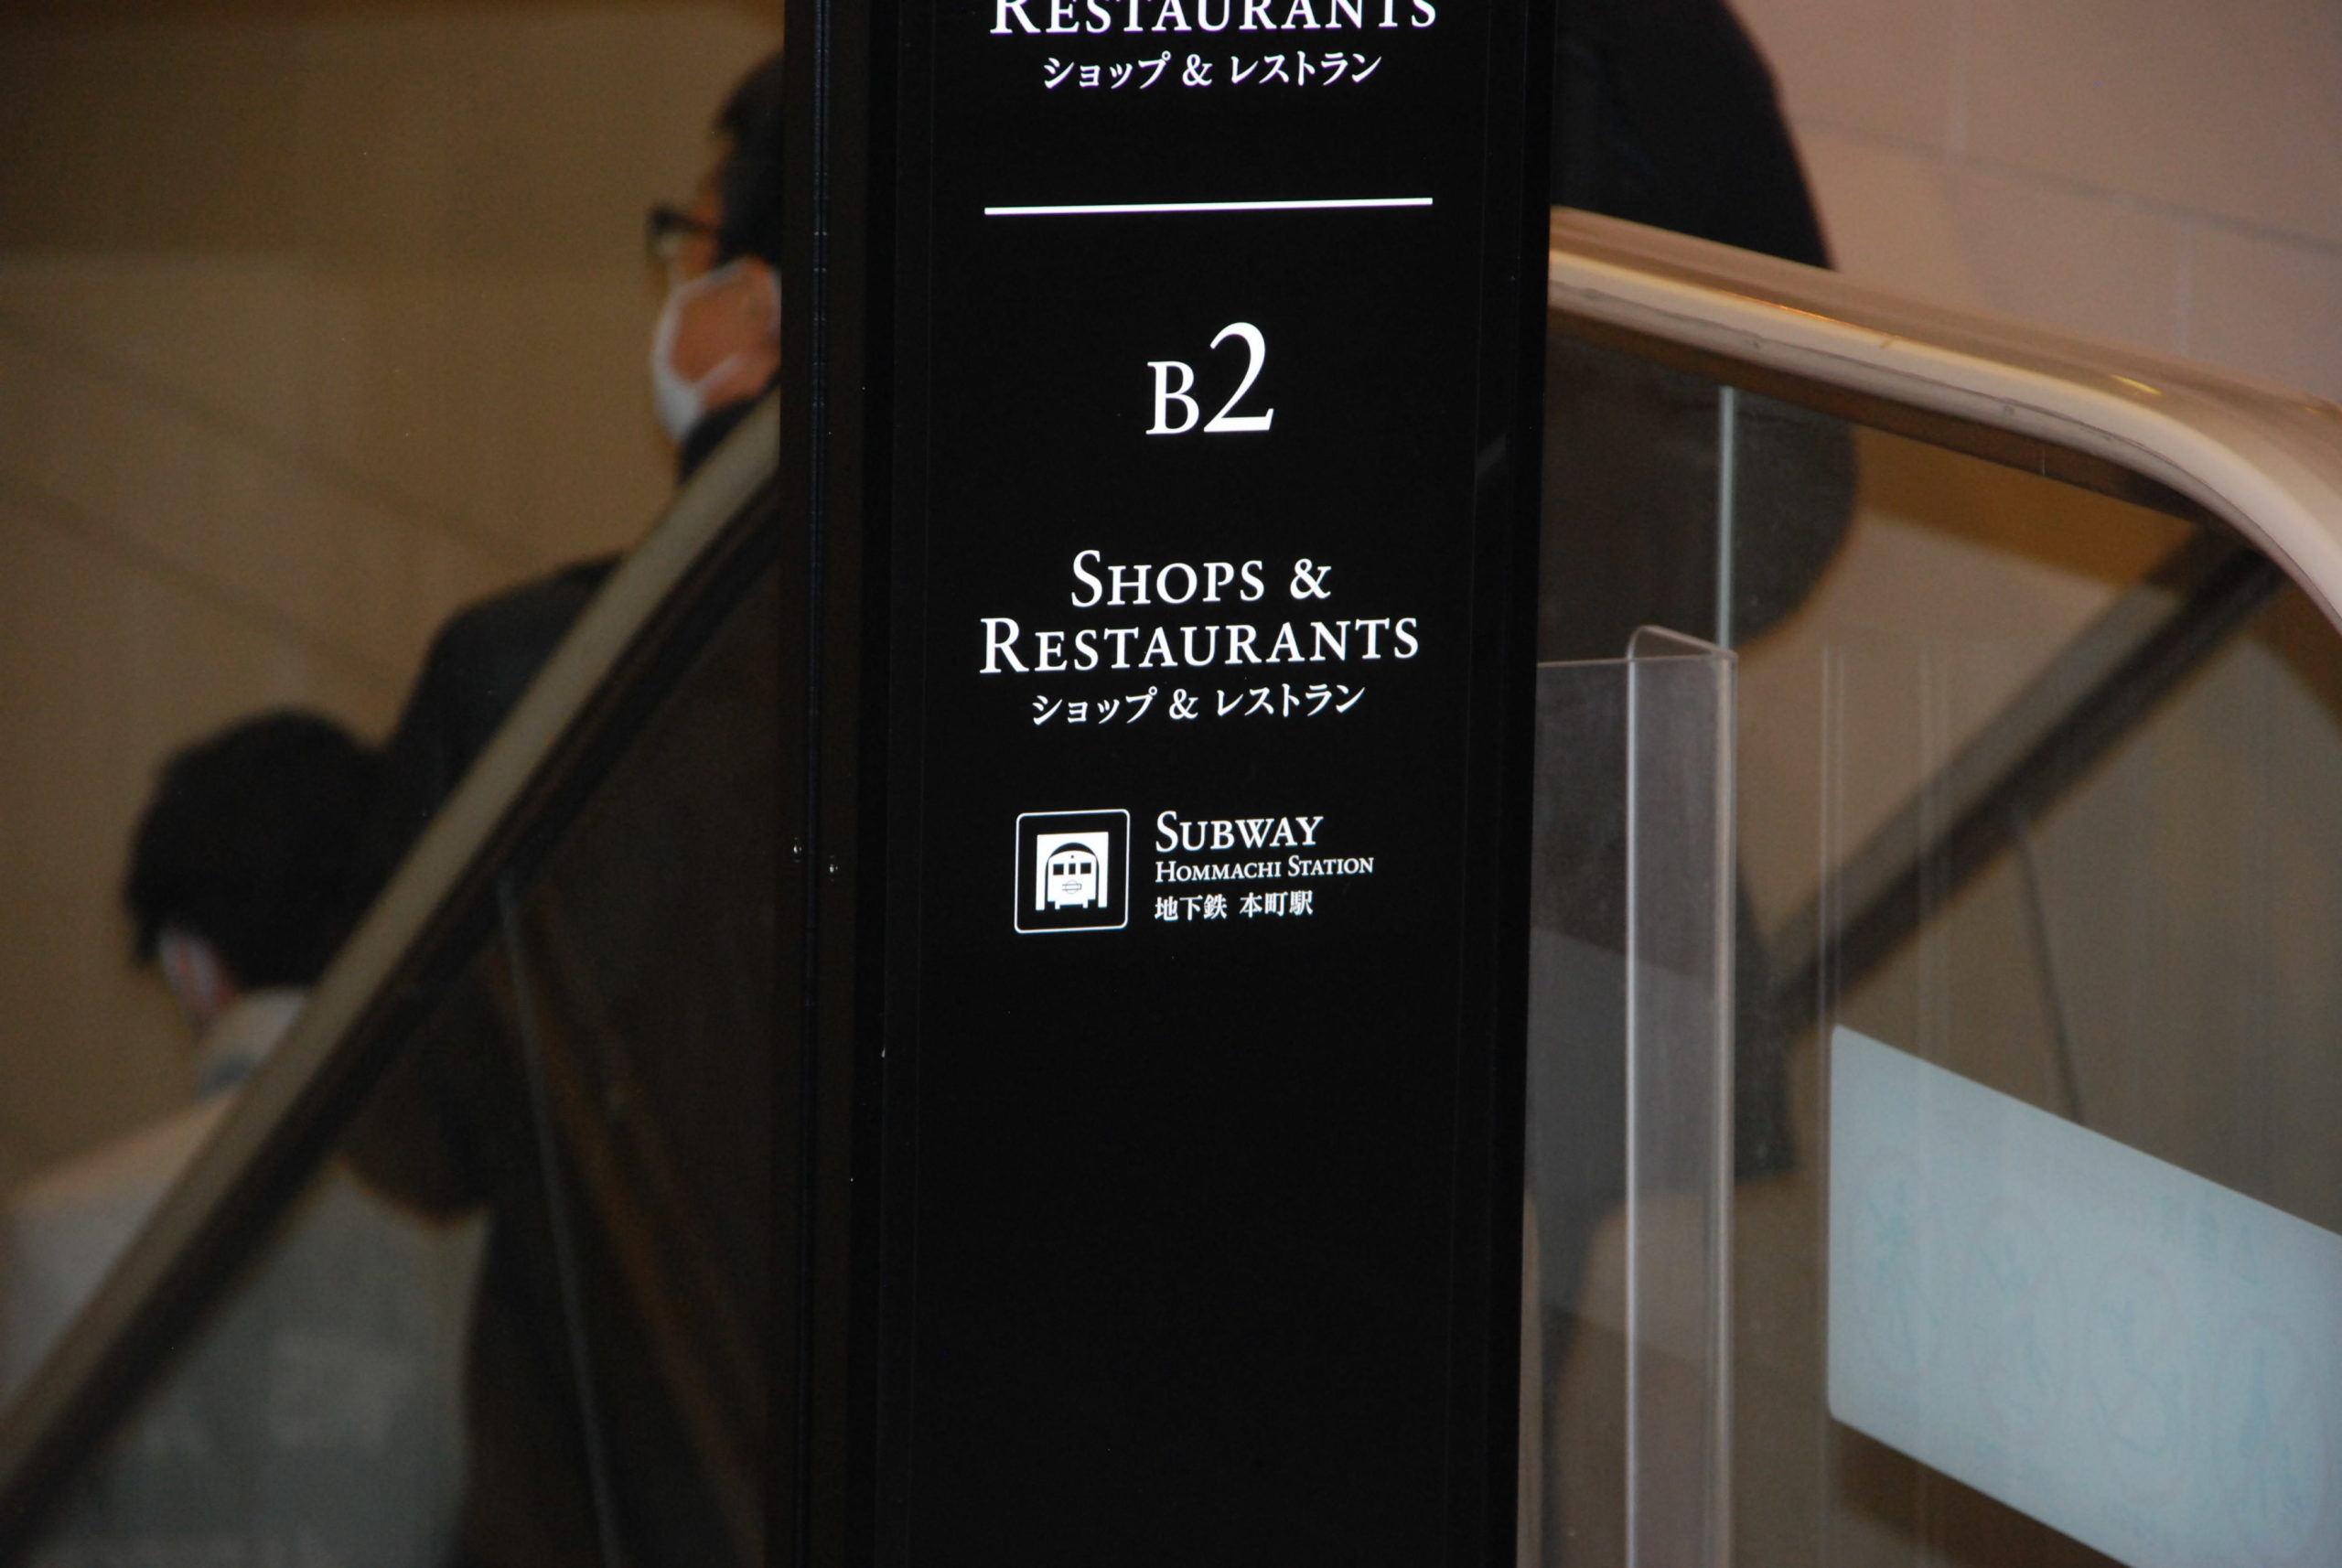 RESTAURANTS
ショップ & レストラン
B2
SHOPS &
RESTAURANTS
ショップ & レストラン
SUBWAY
HOMMACHI STATION
地下鉄 本町駅